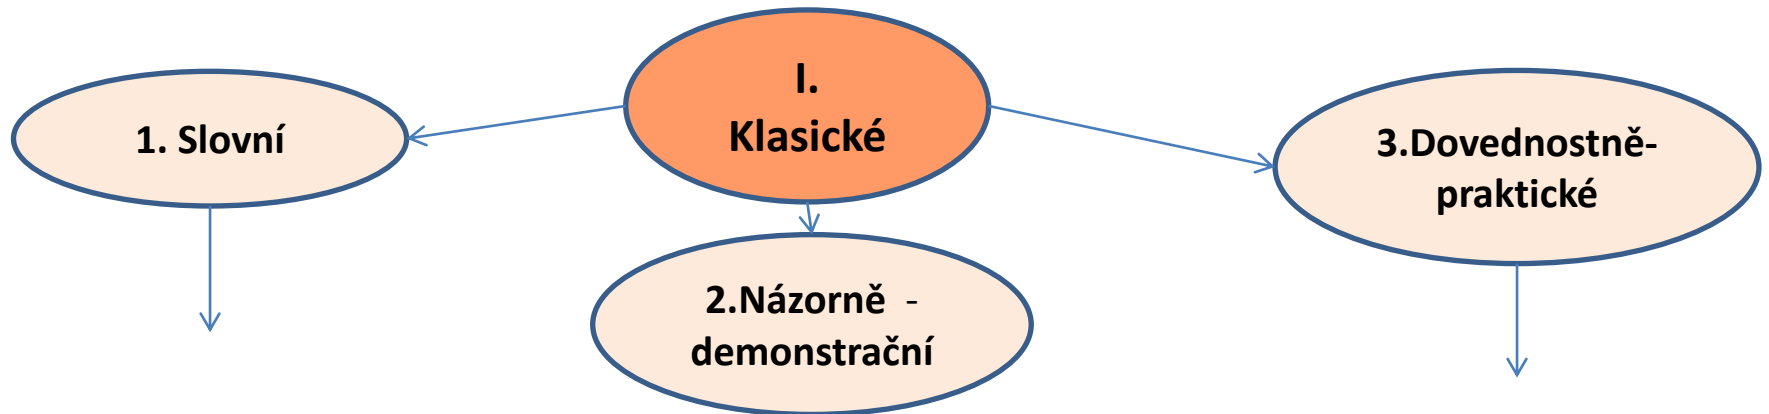 I.
Klasické
1. Slovní
2.Názorně -
demonstrační
3.Dovednostně-
praktické